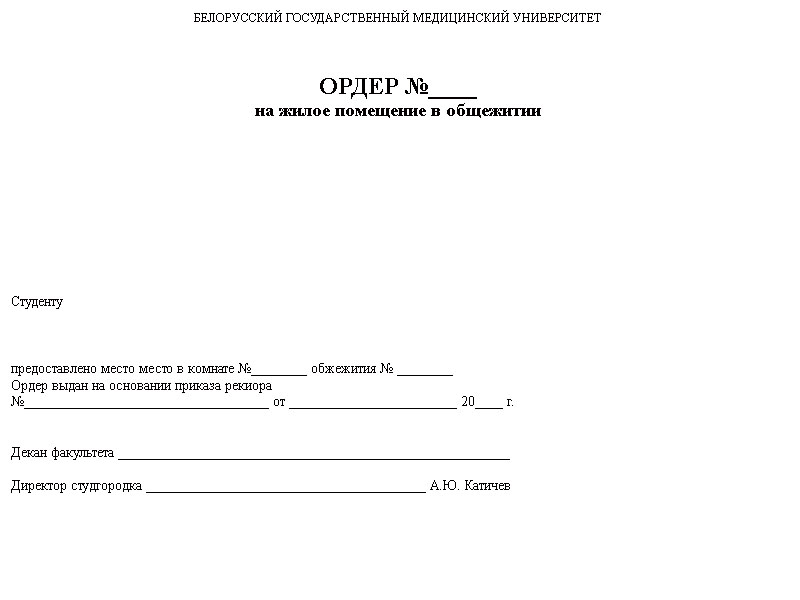 БЕЛОРУССКИЙ ГОСУДАРСТВЕННЫЙ МЕДИЦИНСКИЙ УНИВЕРСИТЕТ
ОРДЕР №____
на жилое помещение в общежитии
Студенту
предоставлено место место в комнате №________ обжежития № ________
Ордер выдан на основании приказа рекиора
№___________________________________ от ________________________ 20____ г.
Декан факультета ________________________________________________________
Директор студгородка ________________________________________ А.Ю. Катичев